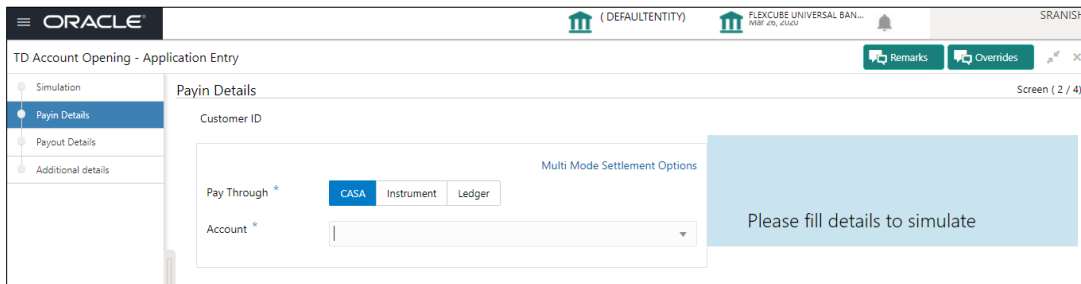 ORACLE®
( DEFAULTENTITY)
FLEXCUBE UNIVERSAL BAN...
Mar 26, 2020
SRANISH
TD Account Opening - Application Entry
Remarks
Overrides
Simulation
Payin Details
Payout Details
Additional details
Payin Details
Screen ( 2 / 4)
Customer ID
Multi Mode Settlement Options
Pay Through *
CASA
Instrument
Ledger
Account *
Please fill details to simulate